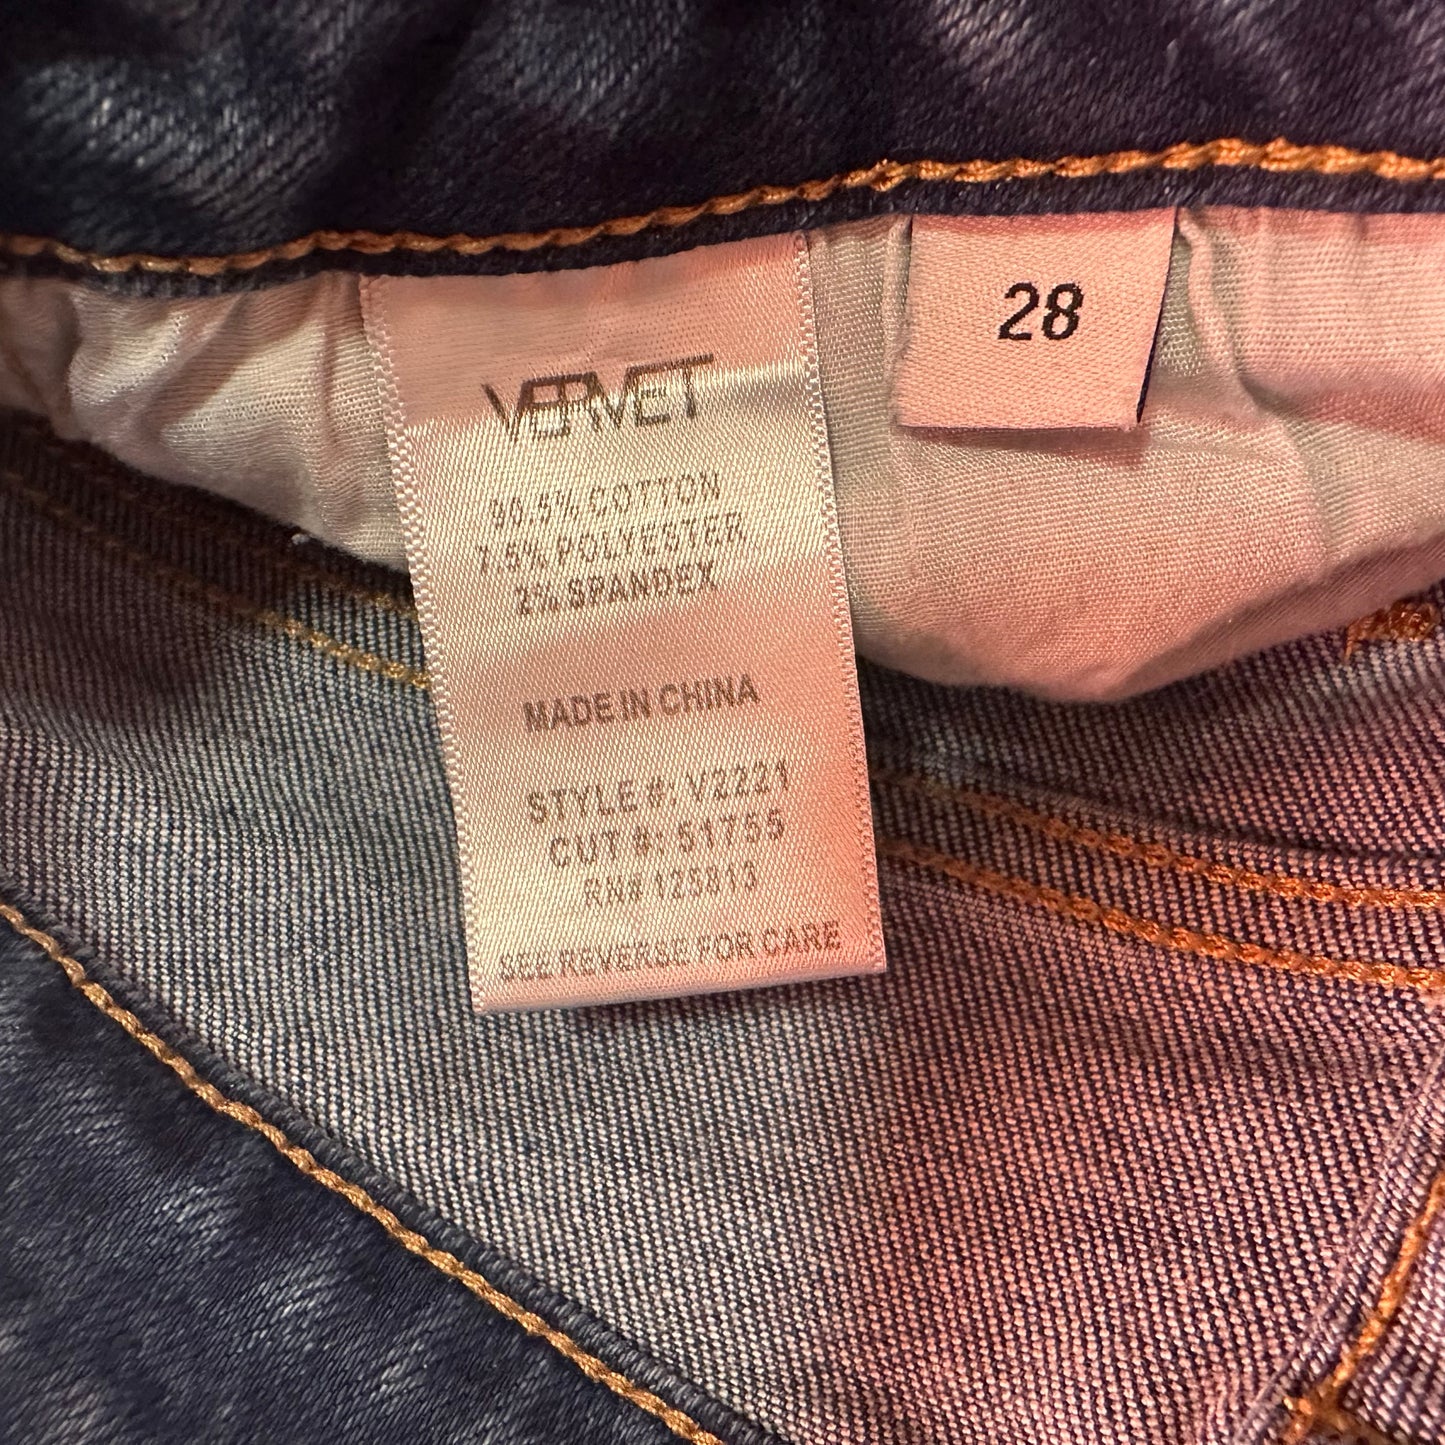 VERVET
28
90.5% COTTON
7.5% POLYESTER
2% SPANDEX
MADE IN CHINA
STYLE #: V2221
CUT #: 51755
RN# 125813
SEE REVERSE FOR CARE